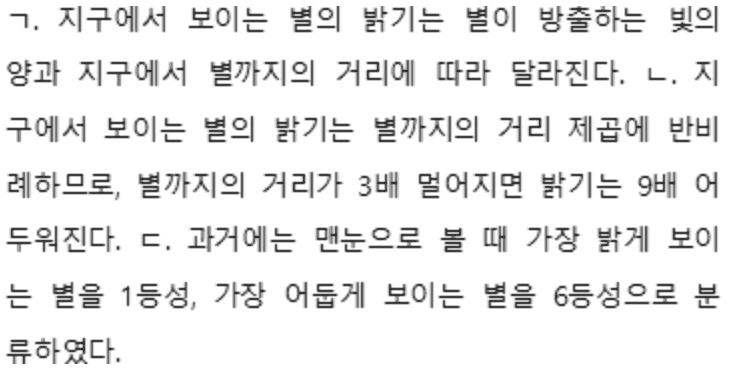 ㄱ. 지구에서 보이는 별의 밝기는 별이 방출하는 빛의
양과 지구에서 별까지의 거리에 따라 달라진다. ㄴ. 지
구에서 보이는 별의 밝기는 별까지의 거리 제곱에 반비
례하므로, 별까지의 거리가 3배 멀어지면 밝기는 9배 어
두워진다. ㄷ. 과거에는 맨눈으로 볼 때 가장 밝게 보이
는 별을 1등성, 가장 어둡게 보이는 별을 6등성으로 분
류하였다.